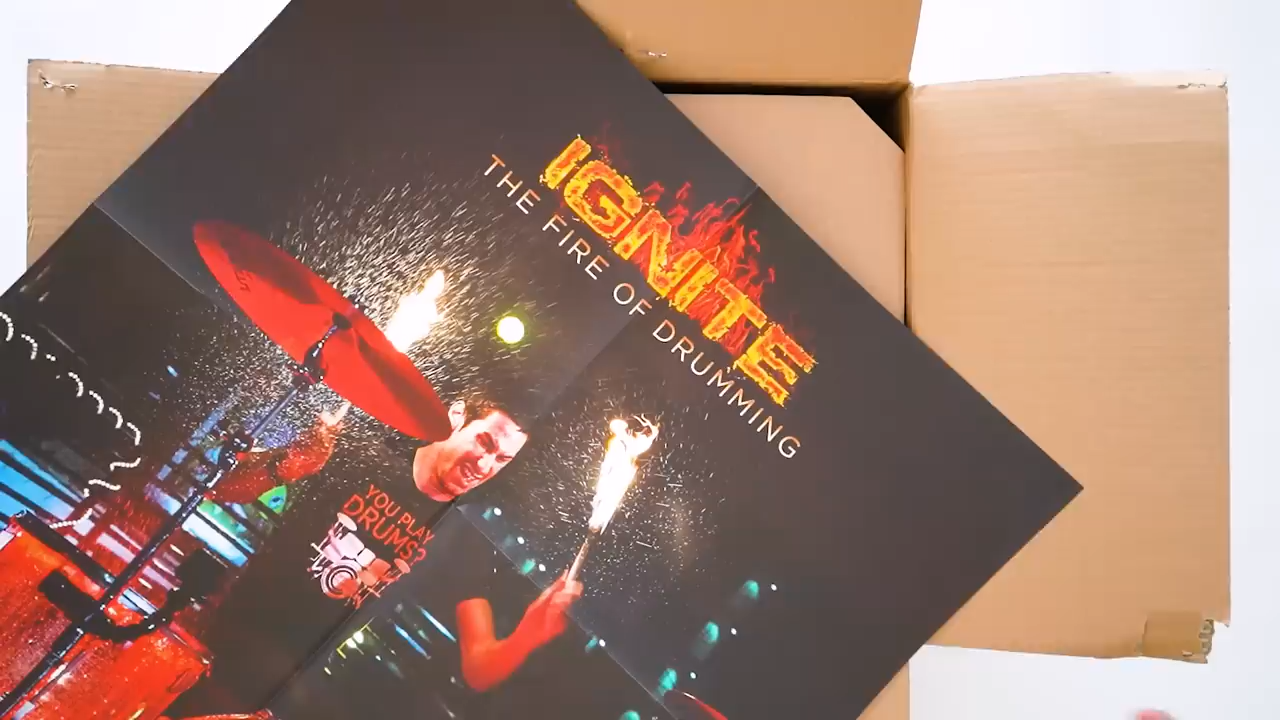 IGNITE
THE FIRE OF DRUMMING
YOU PLAY
DRUMS?